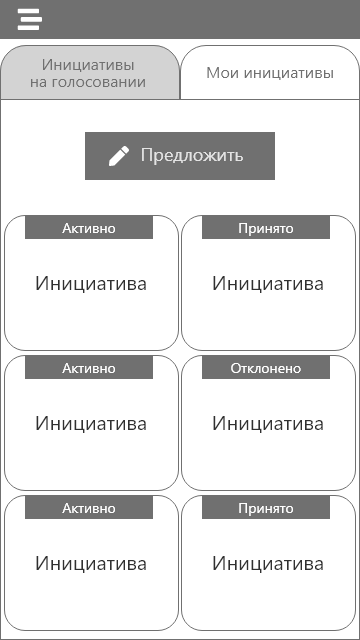 Инициативы
на голосовании
Мои инициативы
Предложить
Активно
Принято
Инициатива
Инициатива
Активно
Отклонено
Инициатива
Инициатива
Активно
Принято
Инициатива
Инициатива